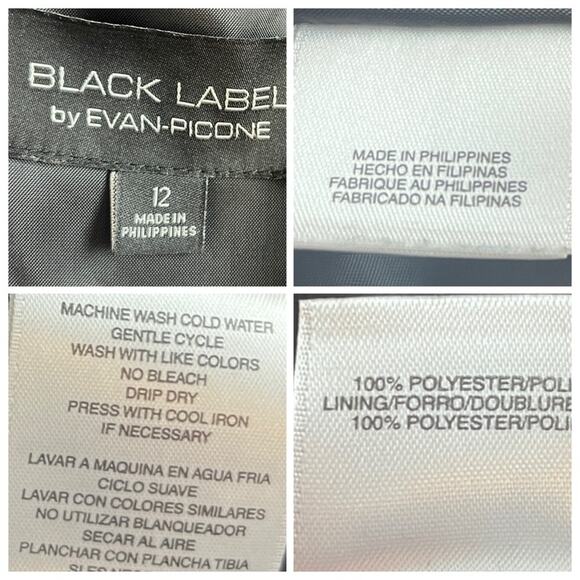 BLACK LABEL
by EVAN-PICONE
12
MADE IN
PHILIPPINES
MADE IN PHILIPPINES
HECHO EN FILIPINAS
FABRIQUE AU PHILIPPINES
FABRICADO NA FILIPINAS
MACHINE WASH COLD WATER
GENTLE CYCLE
WASH WITH LIKE COLORS
NO BLEACH
DRIP DRY
PRESS WITH COOL IRON
IF NECESSARY
LAVAR A MAQUINA EN AGUA FRIA
CICLO SUAVE
LAVAR CON COLORES SIMILARES
NO UTILIZAR BLANQUEADOR
SECAR AL AIRE
PLANCHAR CON PLANCHA TIBIA
100% POLYESTER/POLI
LINING/FORRO/DOUBLURE
100% POLYESTER/POLI